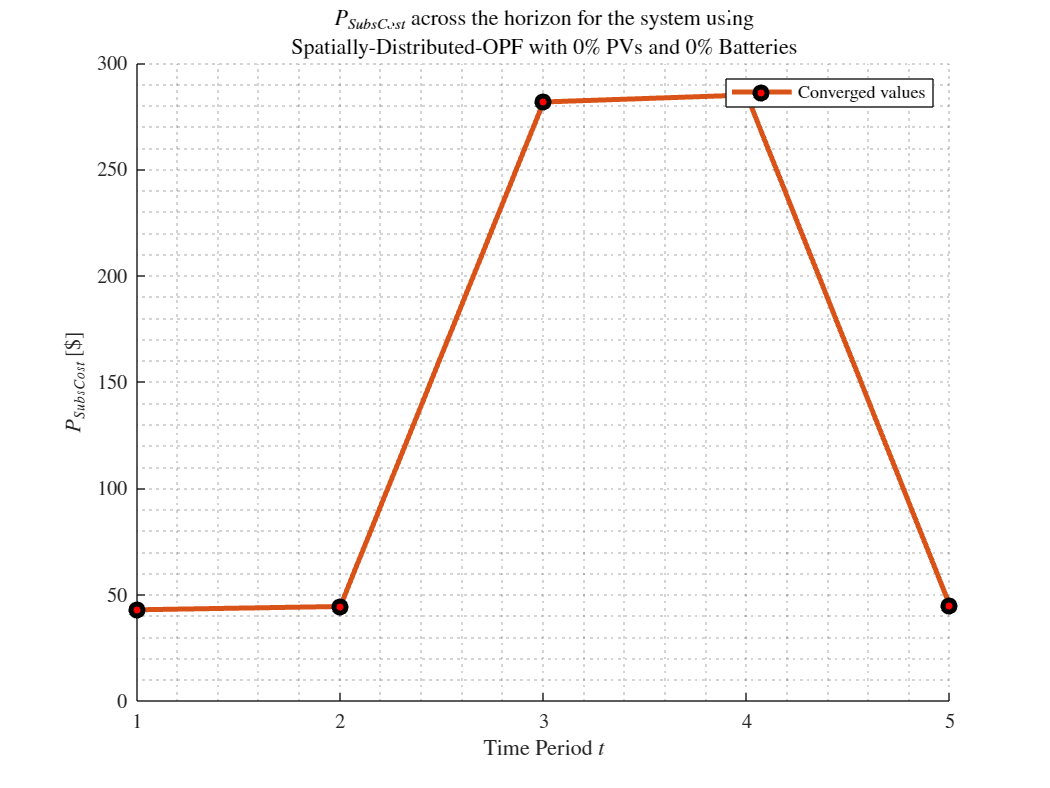 P_SubsCost across the horizon for the system using
Spatially-Distributed-OPF with 0% PVs and 0% Batteries
300
Converged values
250
200
150
100
50
0
P_SubsCost [$]
1 2 3 4 5
Time Period t